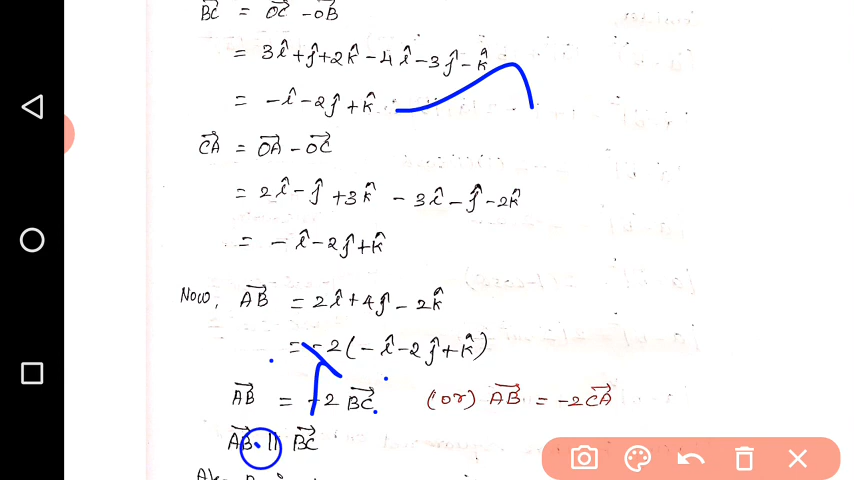 BC⃗ = OC⃗ - OB⃗
= 3î + ĵ + 2k̂ - 4î - 3ĵ - k̂
= - î - 2ĵ + k̂
CA⃗ = OA⃗ - OC⃗
= 2î - ĵ + 3k̂ - 3î - ĵ - 2k̂
= - î - 2ĵ + k̂
Now, AB⃗ = 2î + 4ĵ - 2k̂
= -2 ( - î - 2ĵ + k̂ )
AB⃗ = -2 BC⃗ (or) AB⃗ = -2CA⃗
AB⃗ || BC⃗